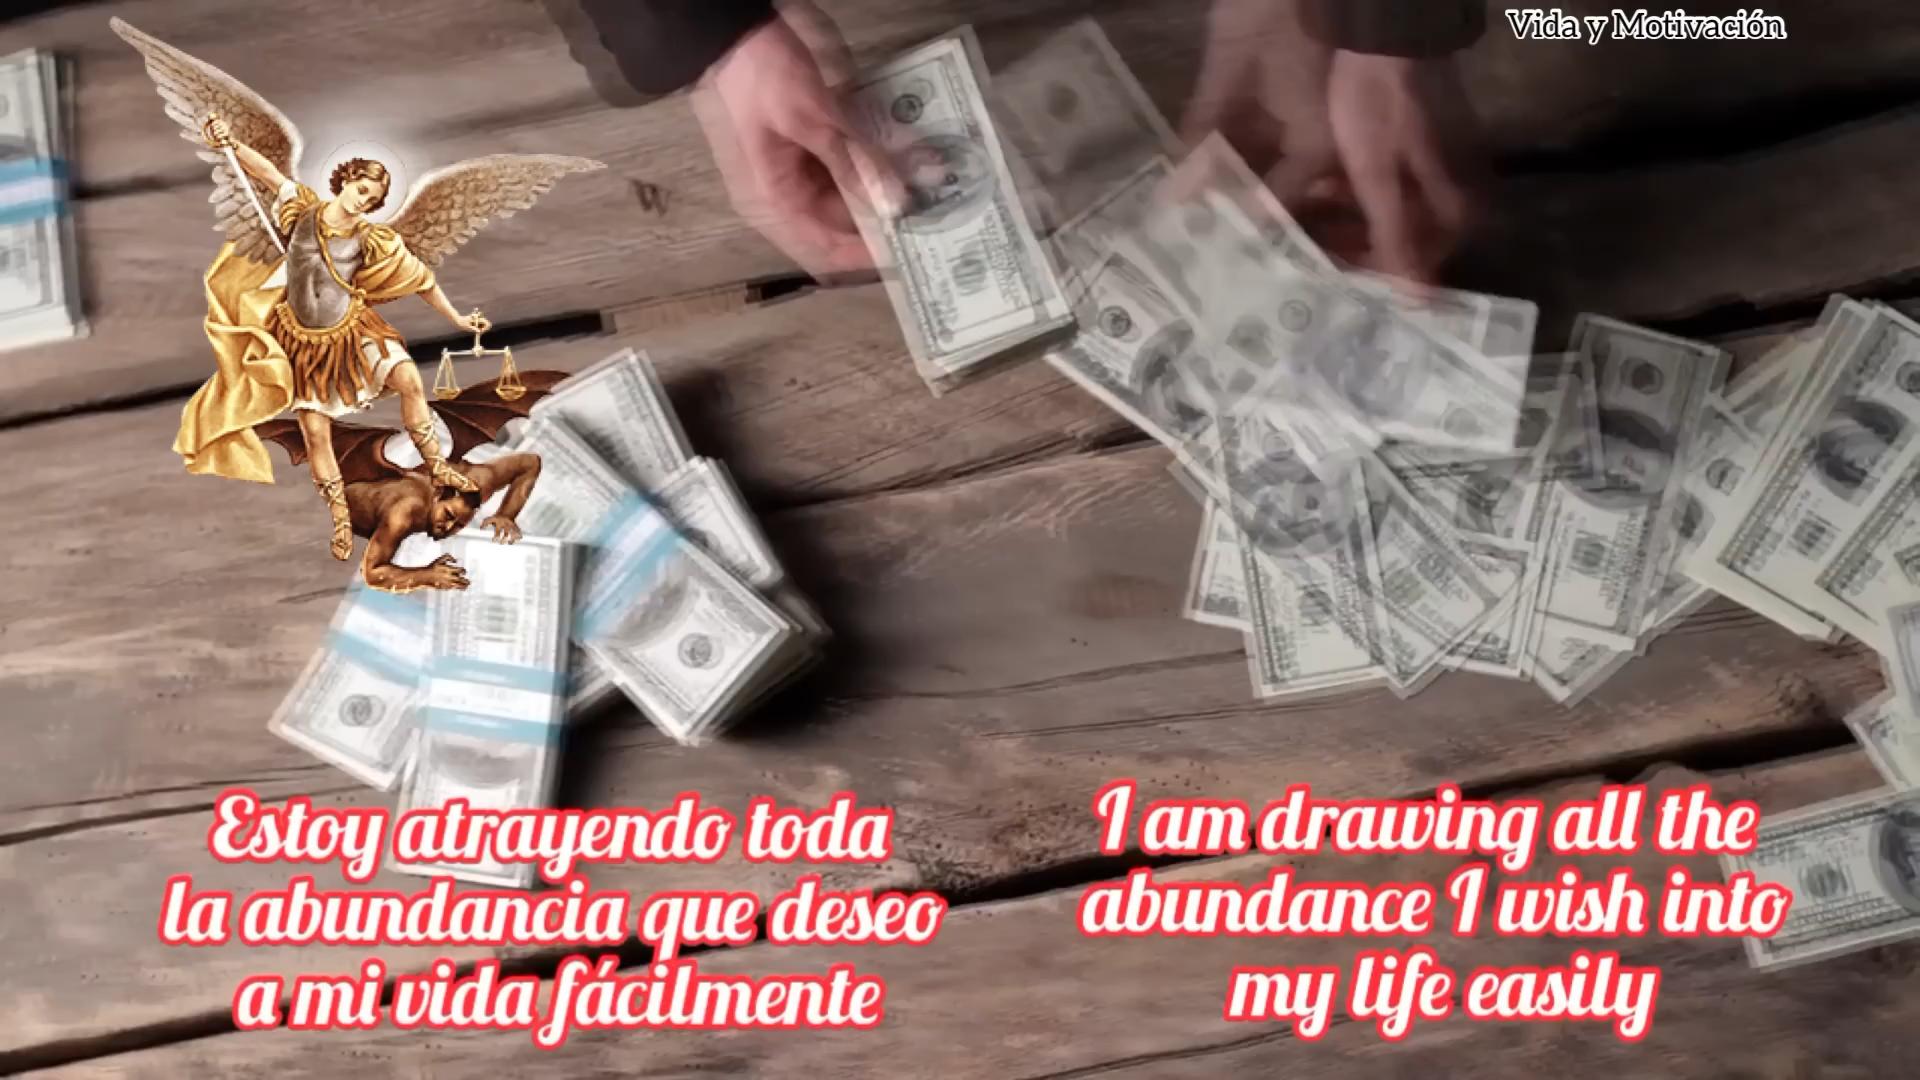 Vida y Motivación
Estoy atrayendo toda
la abundancia que deseo
a mi vida fácilmente
I am drawing all the
abundance I wish into
my life easily